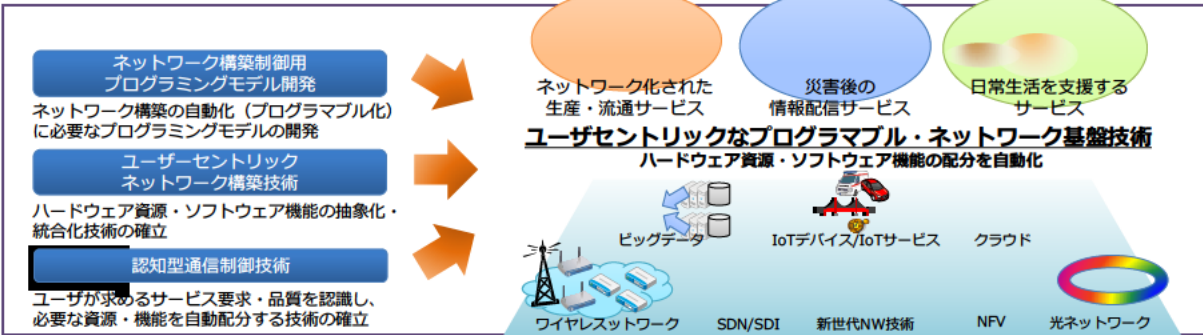 ネットワーク構築制御用
プログラミングモデル開発
ネットワーク構築の自動化（プログラマブル化）
に必要なプログラミングモデルの開発
ユーザーセントリック
ネットワーク構築技術
ハードウェア資源・ソフトウェア機能の抽象化・
統合化技術の確立
認知型通信制御技術
ユーザが求めるサービス要求・品質を認識し、
必要な資源・機能を自動配分する技術の確立
ネットワーク化された
生産・流通サービス
災害後の
情報配信サービス
日常生活を支援する
サービス
ユーザセントリックなプログラマブル・ネットワーク基盤技術
ハードウェア資源・ソフトウェア機能の配分を自動化
ビッグデータ
IoTデバイス/IoTサービス
クラウド
ワイヤレスットワーク
SDN/SDI
新世代NW技術
NFV
光ネットワーク